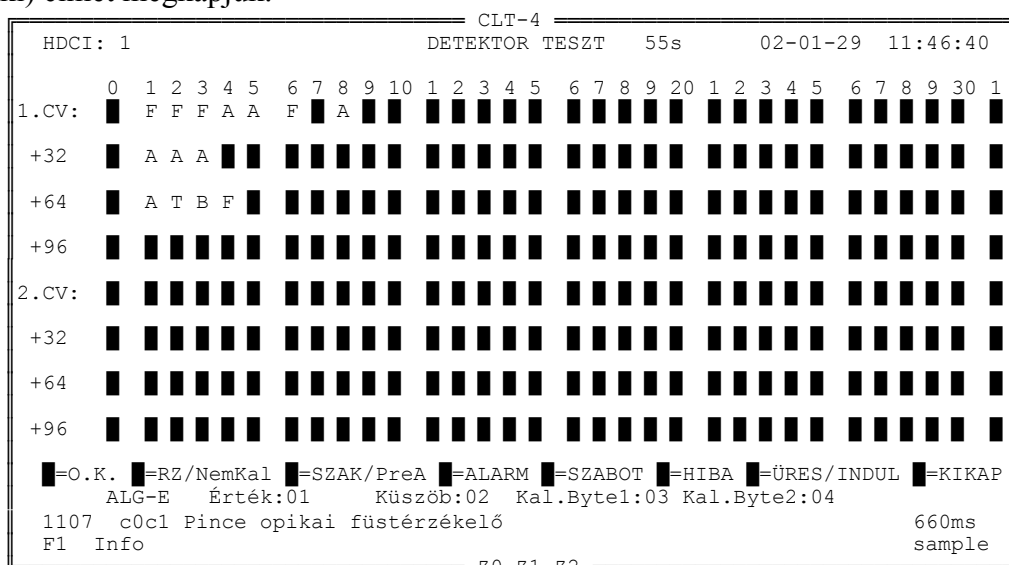 CLT-4
HDCI: 1 DETEKTOR TESZT 55s 02-01-29 11:46:40
0 1 2 3 4 5 6 7 8 9 10 1 2 3 4 5 6 7 8 9 20 1 2 3 4 5 6 7 8 9 30 1
1.CV: █ F F F A A F █ A █ █ █ █ █ █ █ █ █ █ █ █ █ █ █ █ █ █ █ █ █ █ █
+32 █ A A A █ █ █ █ █ █ █ █ █ █ █ █ █ █ █ █ █ █ █ █ █ █ █ █ █ █ █ █
+64 █ A T B F █ █ █ █ █ █ █ █ █ █ █ █ █ █ █ █ █ █ █ █ █ █ █ █ █ █ █
+96 █ █ █ █ █ █ █ █ █ █ █ █ █ █ █ █ █ █ █ █ █ █ █ █ █ █ █ █ █ █ █ █
2.CV: █ █ █ █ █ █ █ █ █ █ █ █ █ █ █ █ █ █ █ █ █ █ █ █ █ █ █ █ █ █ █ █
+32 █ █ █ █ █ █ █ █ █ █ █ █ █ █ █ █ █ █ █ █ █ █ █ █ █ █ █ █ █ █ █ █
+64 █ █ █ █ █ █ █ █ █ █ █ █ █ █ █ █ █ █ █ █ █ █ █ █ █ █ █ █ █ █ █ █
+96 █ █ █ █ █ █ █ █ █ █ █ █ █ █ █ █ █ █ █ █ █ █ █ █ █ █ █ █ █ █ █ █
█=O.K. █=RZ/NemKal █=SZAK/PreA █=ALARM █=SZABOT █=HIBA █=ÜRES/INDUL █=KIKAP
ALG-E Érték:01 Küszöb:02 Kal.Byte1:03 Kal.Byte2:04
1107 c0c1 Pince opikai füstérzékelő 660ms
F1 Info sample